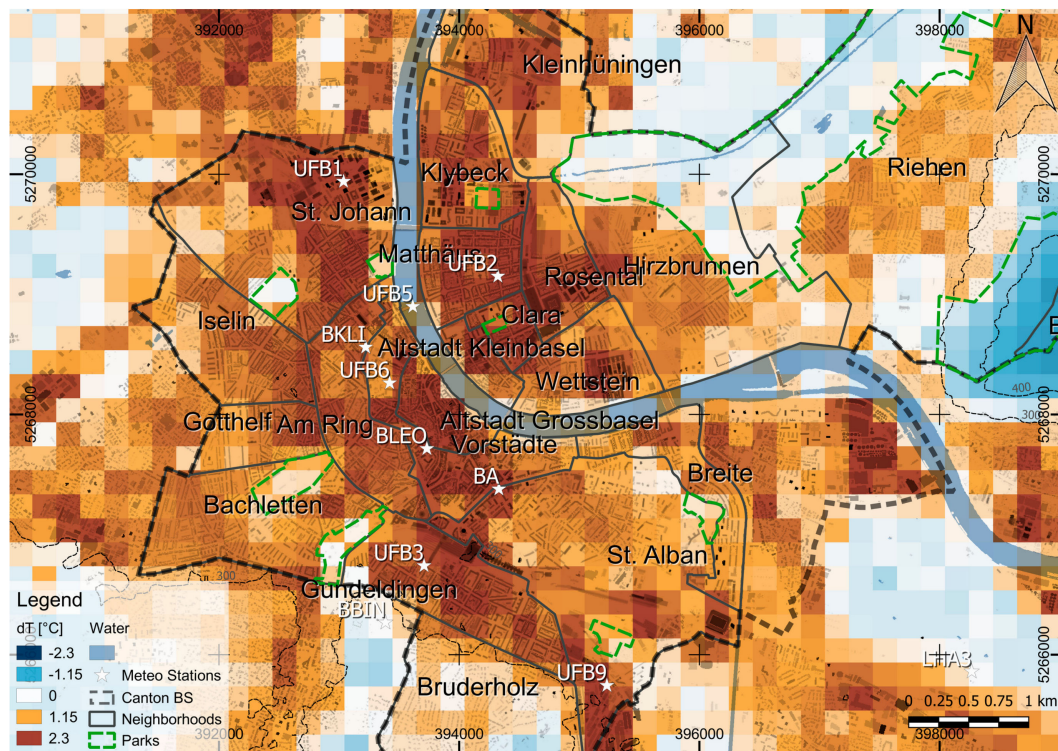 392000
394000
396000
398000
N
Kleinhüningen
5270000
5270000
UFB1
Klybeck
Riehen
St. Johann
Matthäus
UFB2
Rosental
Hirzbrunnen
UFB5
Iselin
Clara
BKLI
Altstadt Kleinbasel
UFB6
Wettstein
400
300
5268000
5268000
Gotthelf
Am Ring
Altstadt Grossbasel
BLEO
Vorstädte
BA
Breite
Bachletten
UFB3
St. Alban
300
Gundeldingen
BBIN
Legend
dT [°C]
Water
-2.3
-1.15
Meteo Stations
0
Canton BS
1.15
Neighborhoods
2.3
Parks
LHA3
5266000
Bruderholz
UFB9
0
0.25
0.5
0.75
1 km
392000
394000
396000
398000